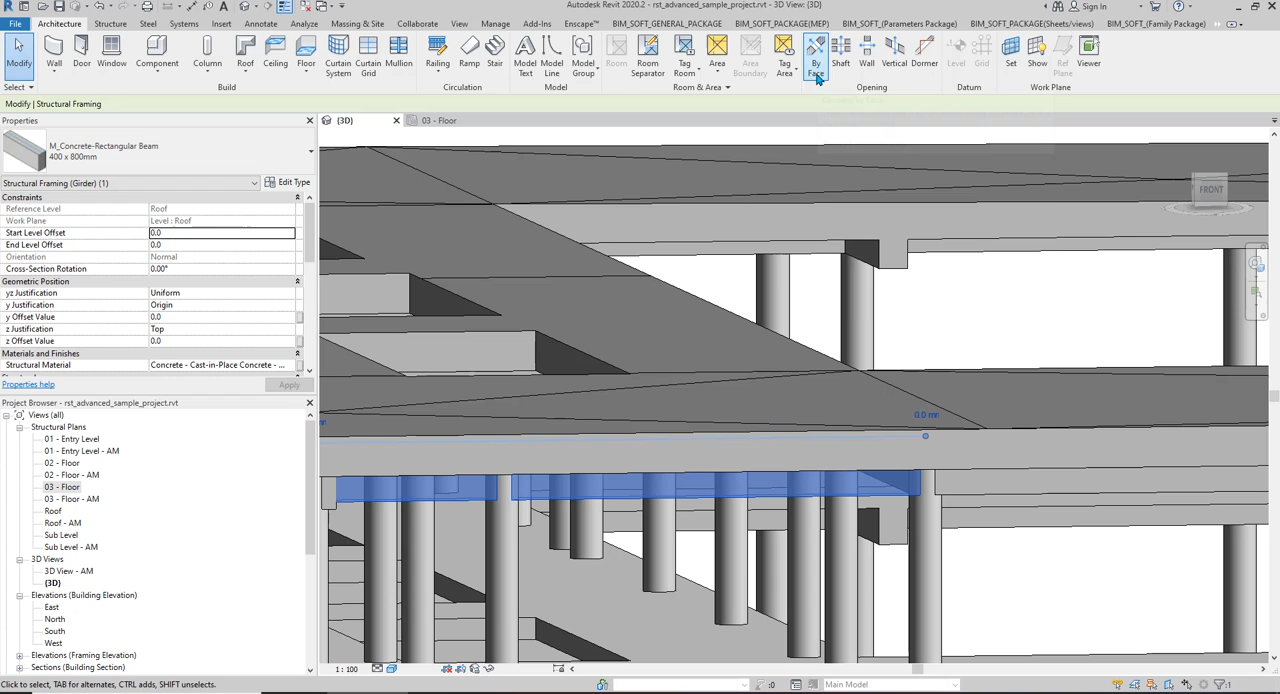 Autodesk Revit 2020.2 - rst_advanced_sample_project.rvt - 3D View: {3D}
Sign In
File Architecture Structure Steel Systems Insert Annotate Analyze Massing & Site Collaborate View Manage Add-Ins Enscape™ BIM_SOFT_GENERAL_PACKAGE BIM_SOFT_PACKAGE(MEP) BIM_SOFT_(Parameters Package) BIM_SOFT_PACKAGE(Sheets/views) BIM_SOFT_(Family Package)
Modify Wall Door Window Component Column Roof Ceiling Floor Curtain System Curtain Grid Mullion Railing Ramp Stair Model Text Model Line Model Group Room Room Separator Tag Room Area Area Boundary Tag Area By Face Shaft Wall Vertical Dormer Level Grid Set Show Ref Plane Viewer
Select Build Circulation Model Room & Area Opening Datum Work Plane
Modify | Structural Framing
Properties
{3D} 03 - Floor
M_Concrete-Rectangular Beam
400 x 800mm
Structural Framing (Girder) (1) Edit Type
Constraints
Reference Level Roof
Work Plane Level : Roof
Start Level Offset 0.0
End Level Offset 0.0
Orientation Normal
Cross-Section Rotation 0.00°
Geometric Position
yz Justification Uniform
y Justification Origin
y Offset Value 0.0
z Justification Top
z Offset Value 0.0
Materials and Finishes
Structural Material Concrete - Cast-in-Place Concrete - ...
Properties help Apply
Project Browser - rst_advanced_sample_project.rvt
Views (all)
Structural Plans
01 - Entry Level
01 - Entry Level - AM
02 - Floor
02 - Floor - AM
03 - Floor
03 - Floor - AM
Roof
Roof - AM
Sub Level
Sub Level - AM
3D Views
3D View - AM
{3D}
Elevations (Building Elevation)
East
North
South
West
Elevations (Framing Elevation)
Sections (Building Section)
FRONT
0.0 m
1 : 100
Click to select, TAB for alternates, CTRL adds, SHIFT unselects. :0 Main Model :1